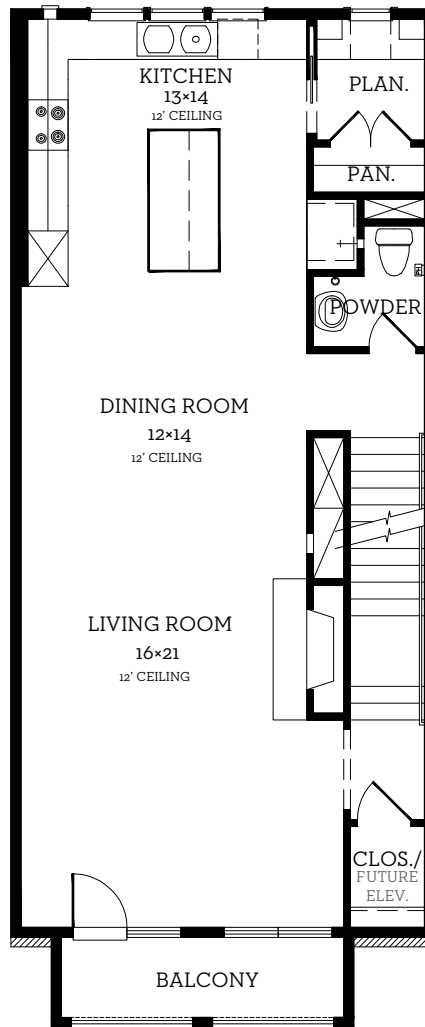 KITCHEN
13×14
12' CEILING
PLAN.
PAN.
POWDER
DINING ROOM
12×14
12' CEILING
LIVING ROOM
16×21
12' CEILING
CLOS./
FUTURE
ELEV.
BALCONY